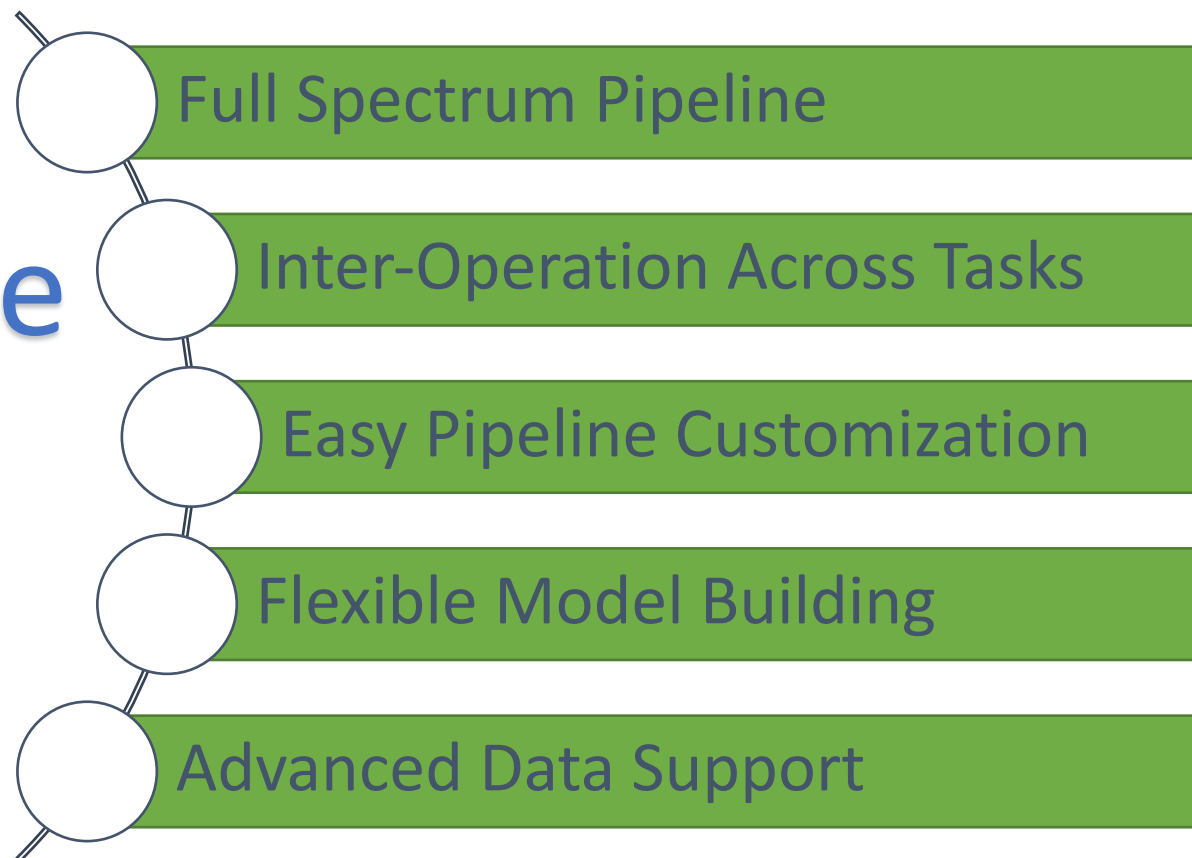 Full Spectrum Pipeline
e
Inter-Operation Across Tasks
Easy Pipeline Customization
Flexible Model Building
Advanced Data Support